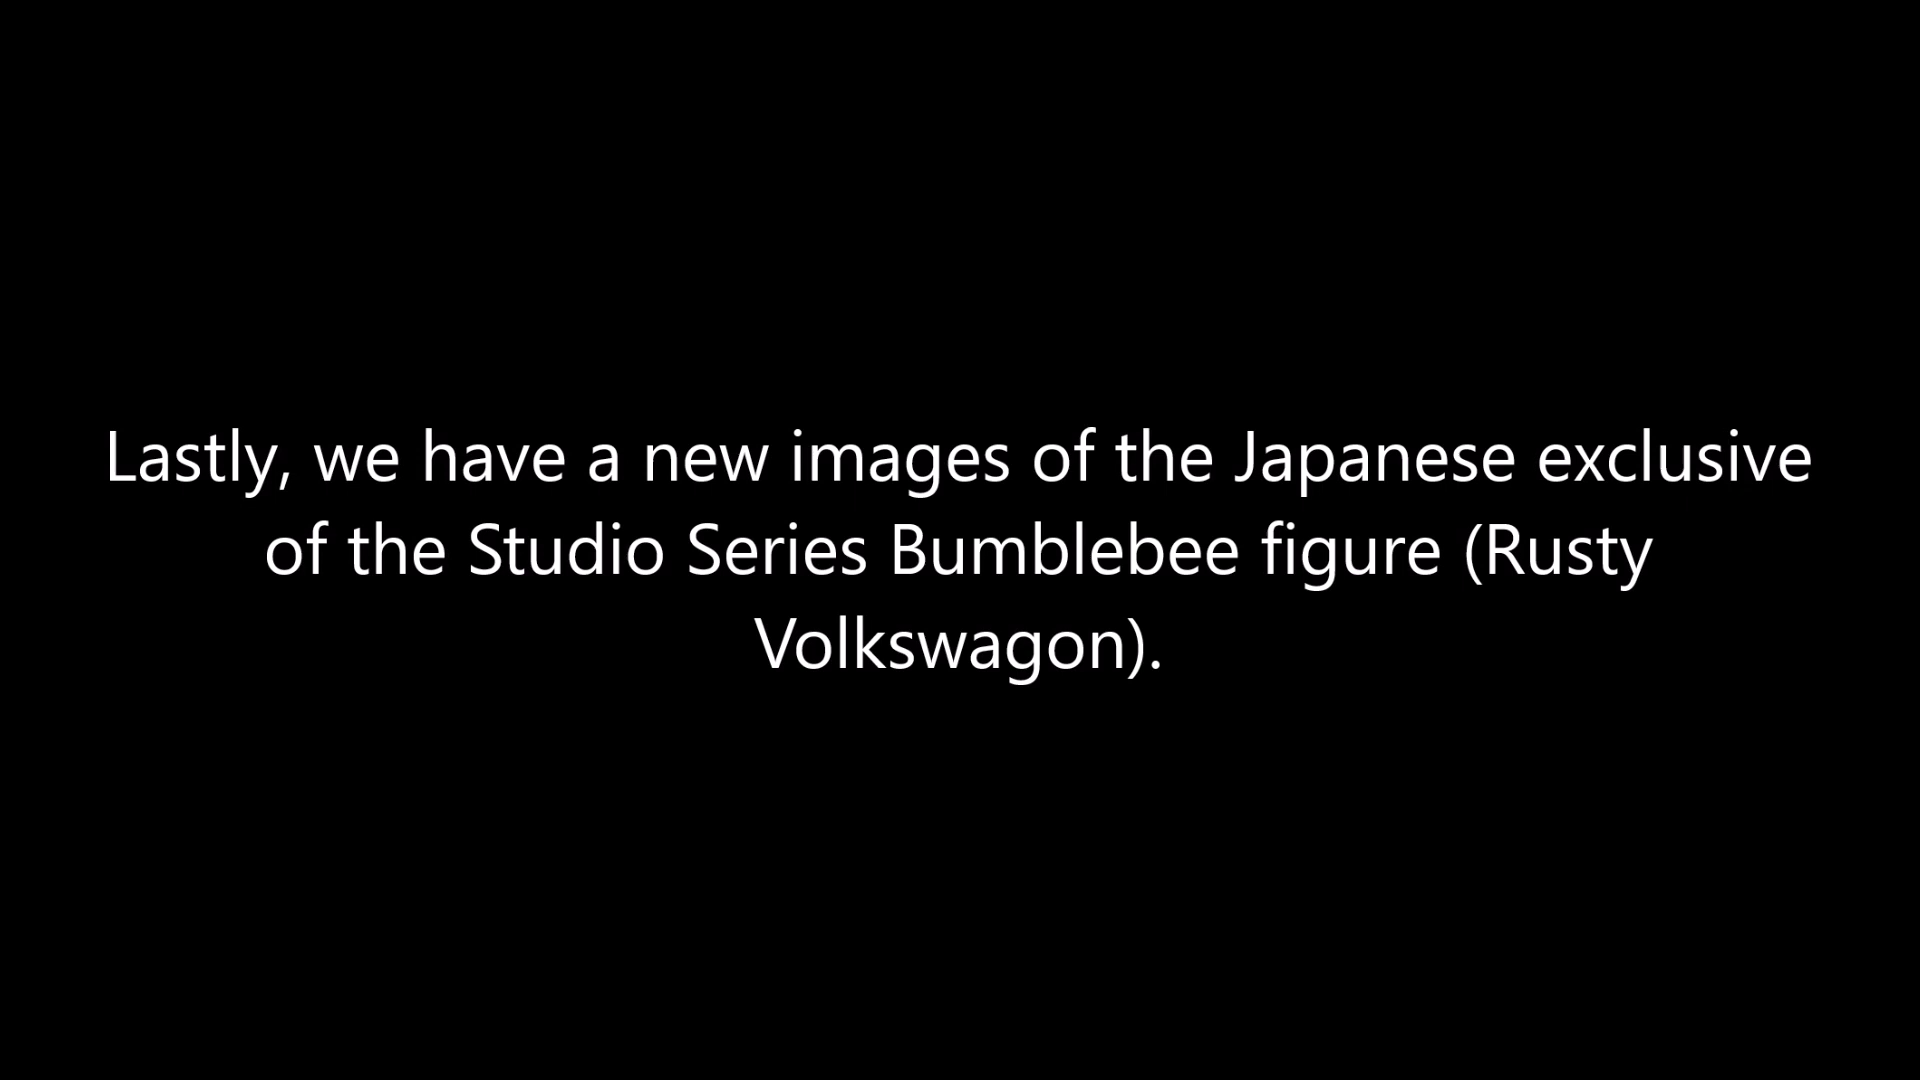 Lastly, we have a new images of the Japanese exclusive
of the Studio Series Bumblebee figure (Rusty
Volkswagon).